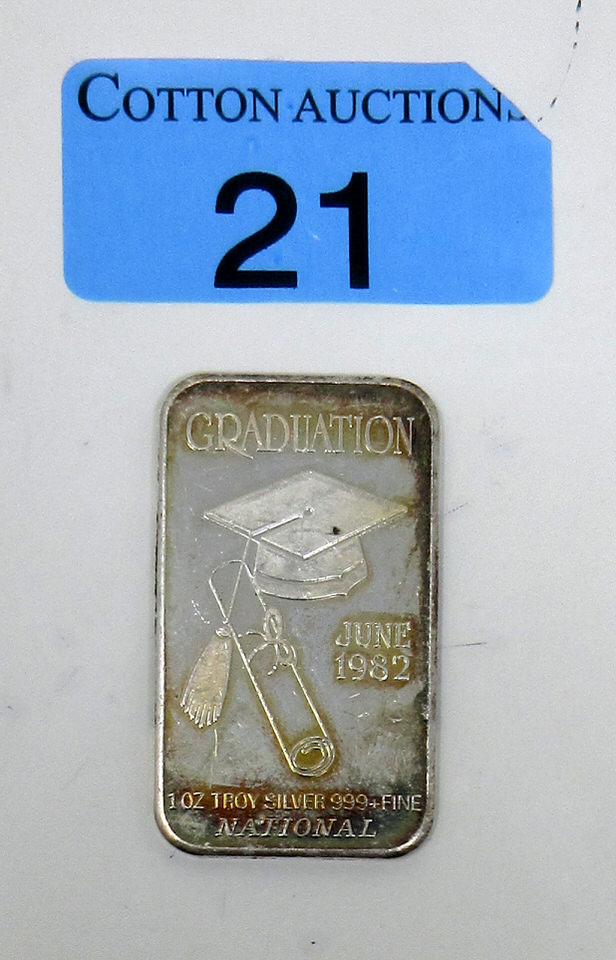 COTTON AUCTIONS
21
GRADUATION
JUNE
1982
1 OZ TROY SILVER 999+FINE
NATIONAL